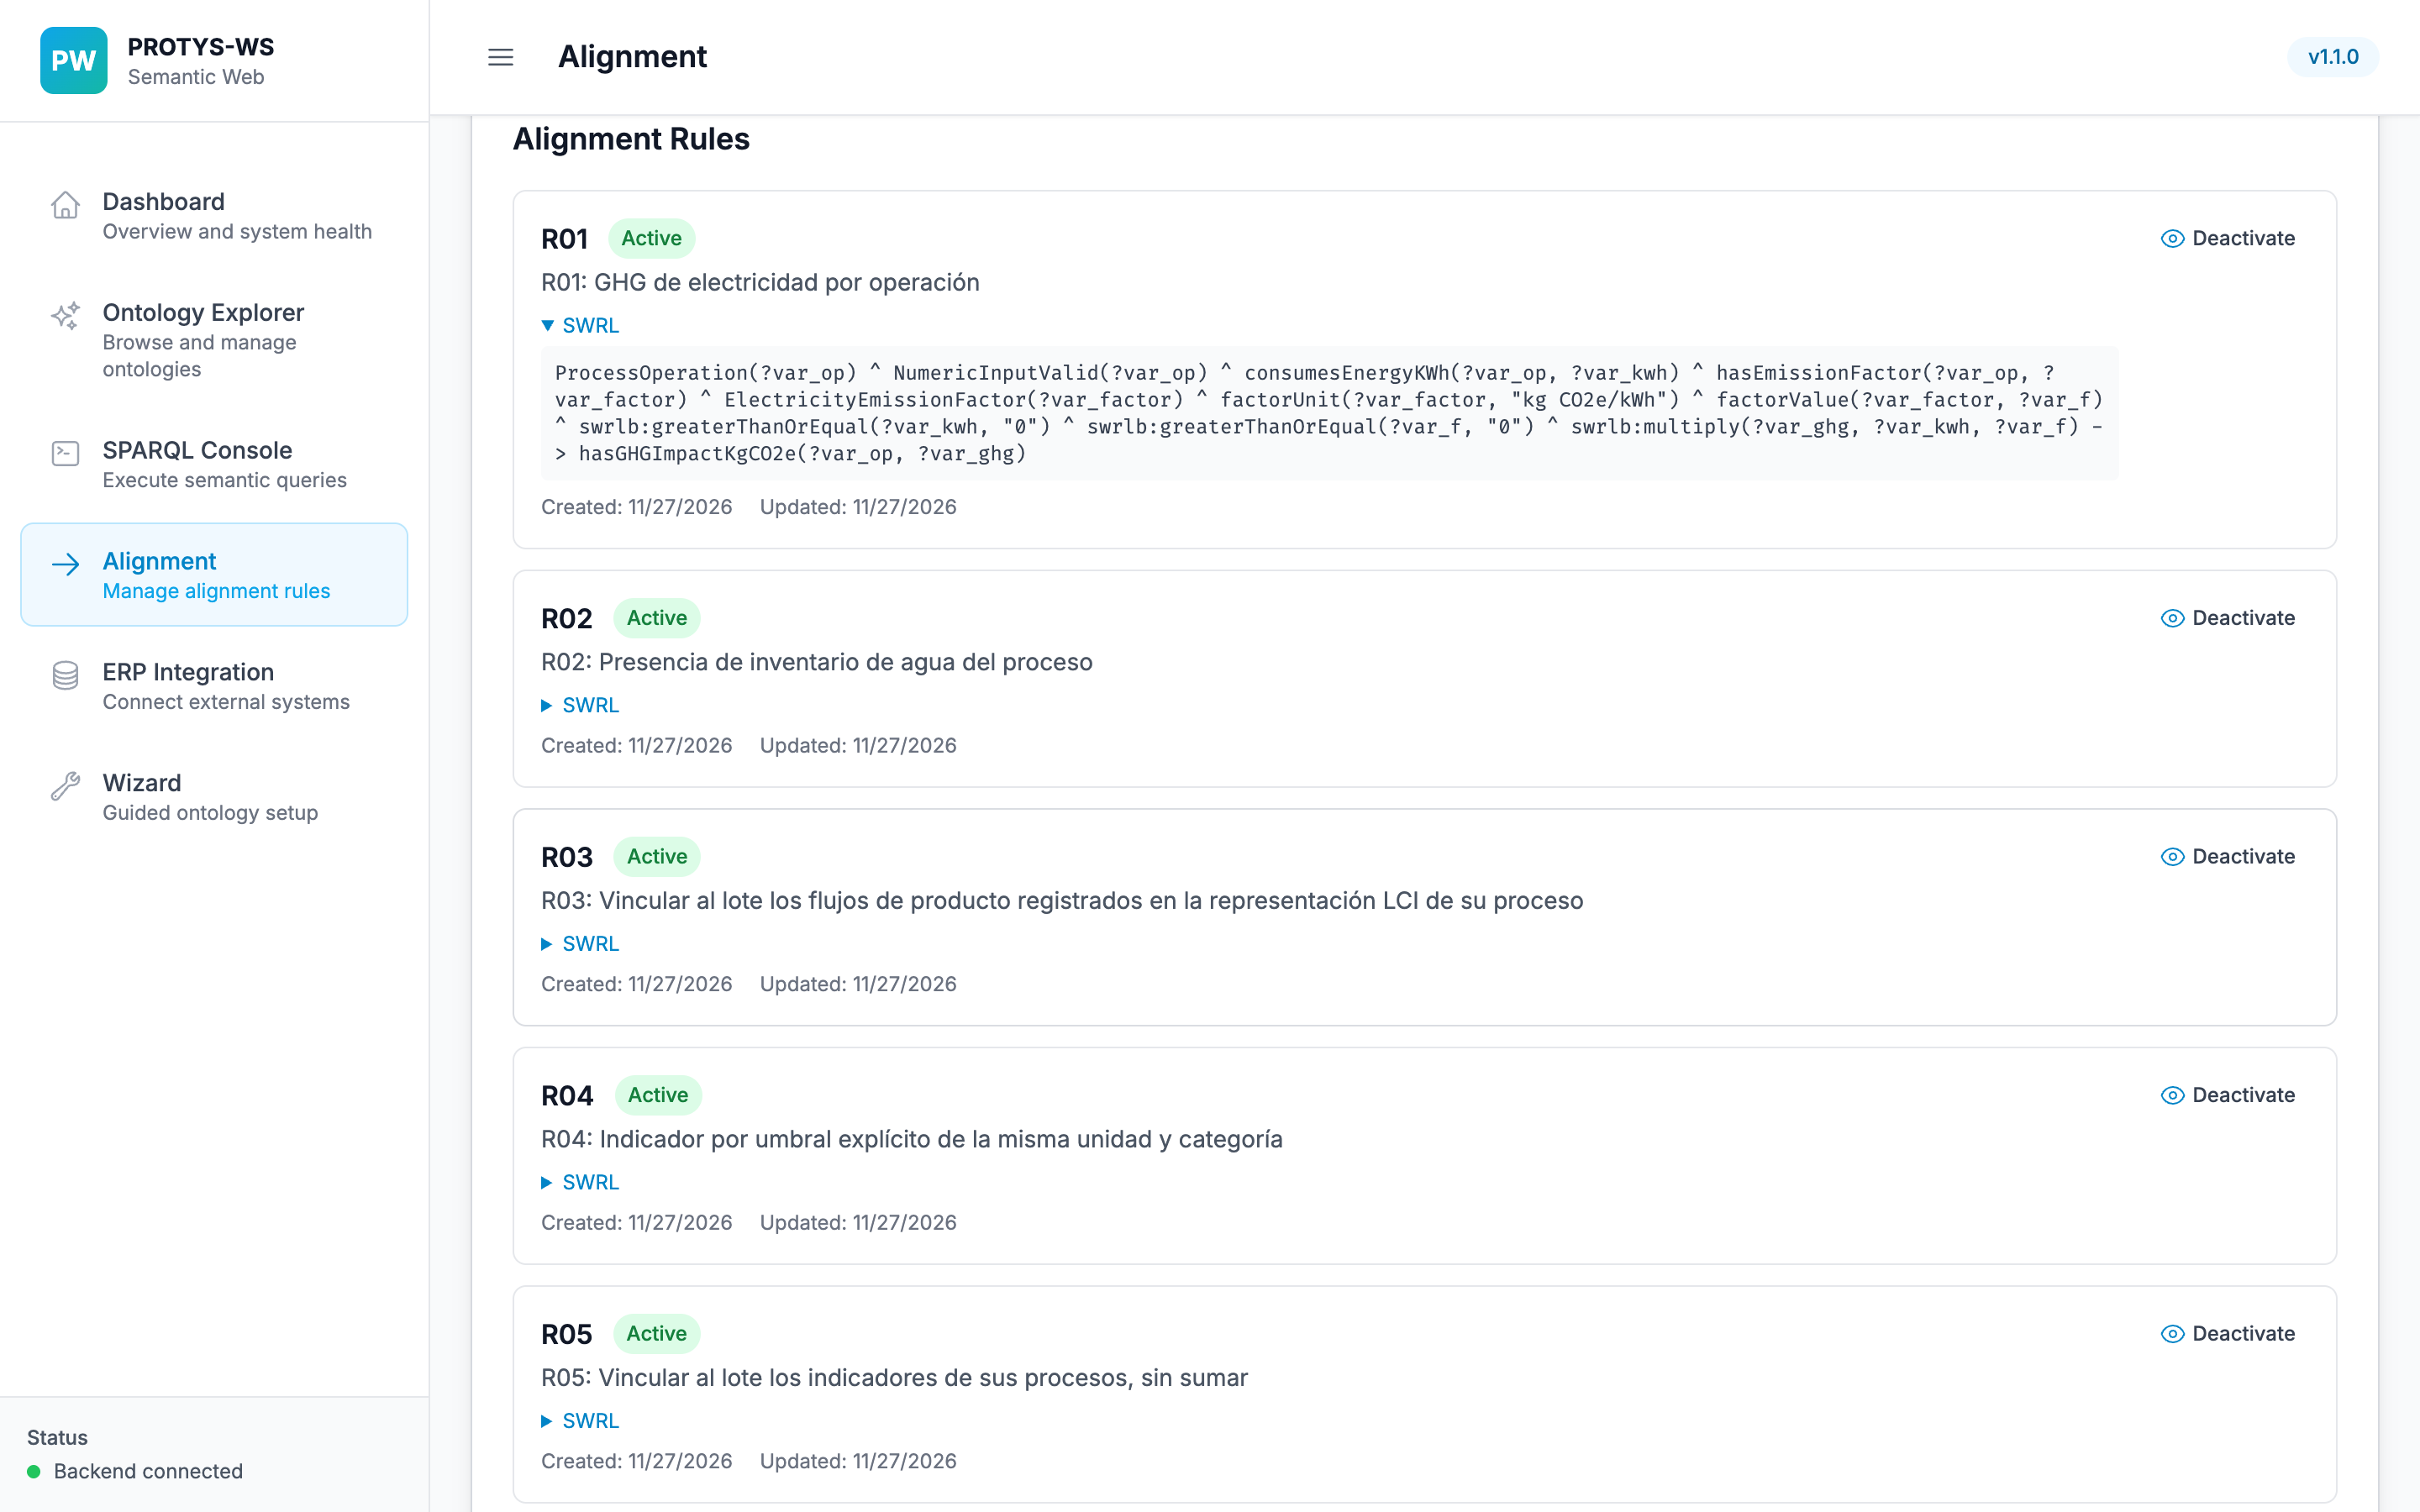 PW
PROTYS-WS
Semantic Web
Dashboard
Overview and system health
Ontology Explorer
Browse and manage
ontologies
SPARQL Console
Execute semantic queries
Alignment
Manage alignment rules
ERP Integration
Connect external systems
Wizard
Guided ontology setup
Status
Backend connected
Alignment
v1.1.0
Alignment Rules
R01 Active Deactivate
R01: GHG de electricidad por operación
▼ SWRL
ProcessOperation(?var_op) ^ NumericInputValid(?var_op) ^ consumesEnergyKWh(?var_op, ?var_kwh) ^ hasEmissionFactor(?var_op, ?
var_factor) ^ ElectricityEmissionFactor(?var_factor) ^ factorUnit(?var_factor, "kg CO2e/kWh") ^ factorValue(?var_factor, ?var_f)
^ swrlb:greaterThanOrEqual(?var_kwh, "0") ^ swrlb:greaterThanOrEqual(?var_f, "0") ^ swrlb:multiply(?var_ghg, ?var_kwh, ?var_f) -
> hasGHGImpactKgCO2e(?var_op, ?var_ghg)
Created: 11/27/2026 Updated: 11/27/2026
R02 Active Deactivate
R02: Presencia de inventario de agua del proceso
▶ SWRL
Created: 11/27/2026 Updated: 11/27/2026
R03 Active Deactivate
R03: Vincular al lote los flujos de producto registrados en la representación LCI de su proceso
▶ SWRL
Created: 11/27/2026 Updated: 11/27/2026
R04 Active Deactivate
R04: Indicador por umbral explícito de la misma unidad y categoría
▶ SWRL
Created: 11/27/2026 Updated: 11/27/2026
R05 Active Deactivate
R05: Vincular al lote los indicadores de sus procesos, sin sumar
▶ SWRL
Created: 11/27/2026 Updated: 11/27/2026